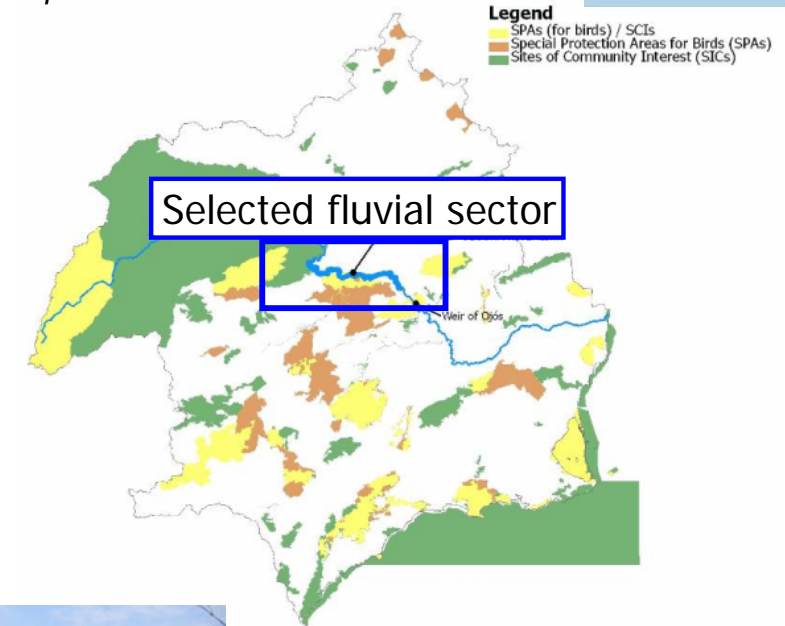 Legend
SPAs (for birds) / SCIs
Special Protection Areas for Birds (SPAs)
Sites of Community Interest (SICs)
Selected fluvial sector
Weir of Ojós